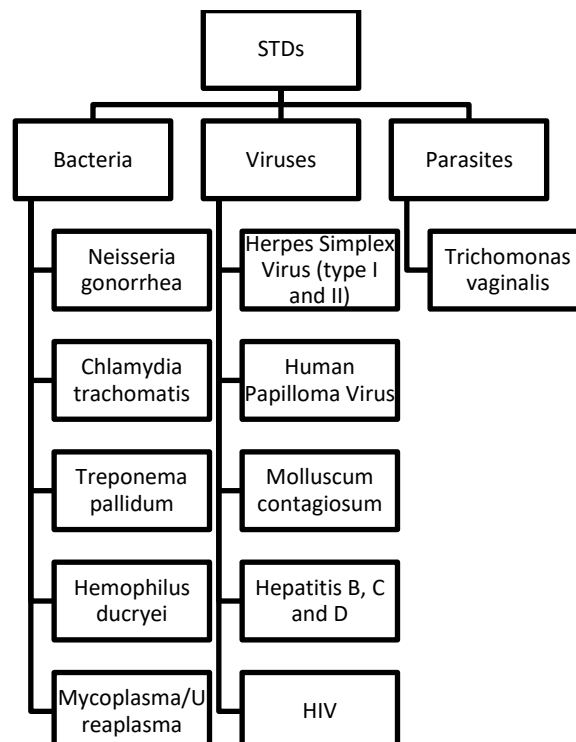 STDs
Bacteria
Viruses
Parasites
Neisseria
gonorrhea
Chlamydia
trachomatis
Treponema
pallidum
Hemophilus
ducryei
Mycoplasma/U
reaplasma
Herpes Simplex
Virus (type I
and II)
Human
Papilloma Virus
Molluscum
contagiosum
Hepatitis B, C
and D
HIV
Trichomonas
vaginalis